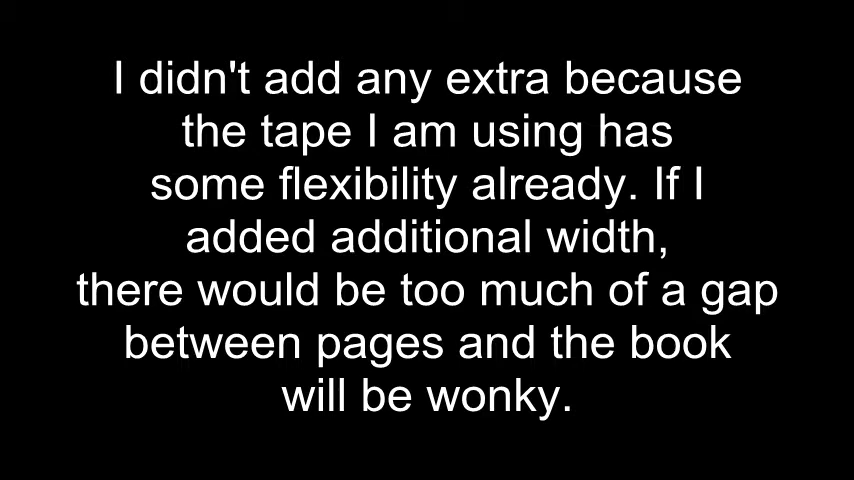 I didn't add any extra because
the tape I am using has
some flexibility already. If I
added additional width,
there would be too much of a gap
between pages and the book
will be wonky.